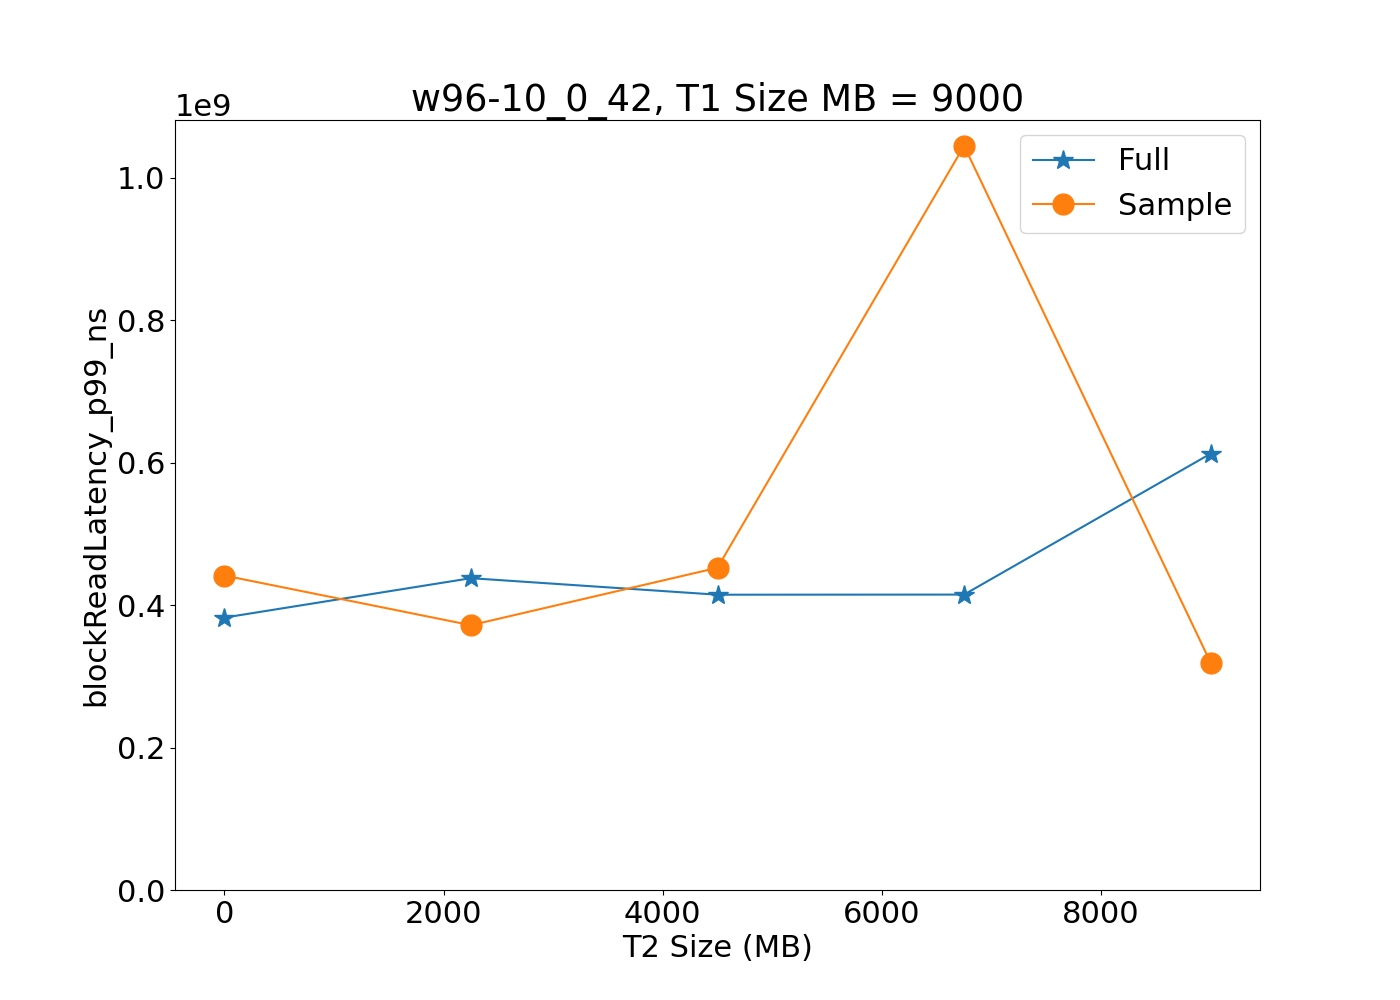 w96-10_0_42, T1 Size MB = 9000
1e9
Full
Sample
1.0
0.8
0.6
0.4
0.2
0.0
blockReadLatency_p99_ns
0 2000 4000 6000 8000
T2 Size (MB)